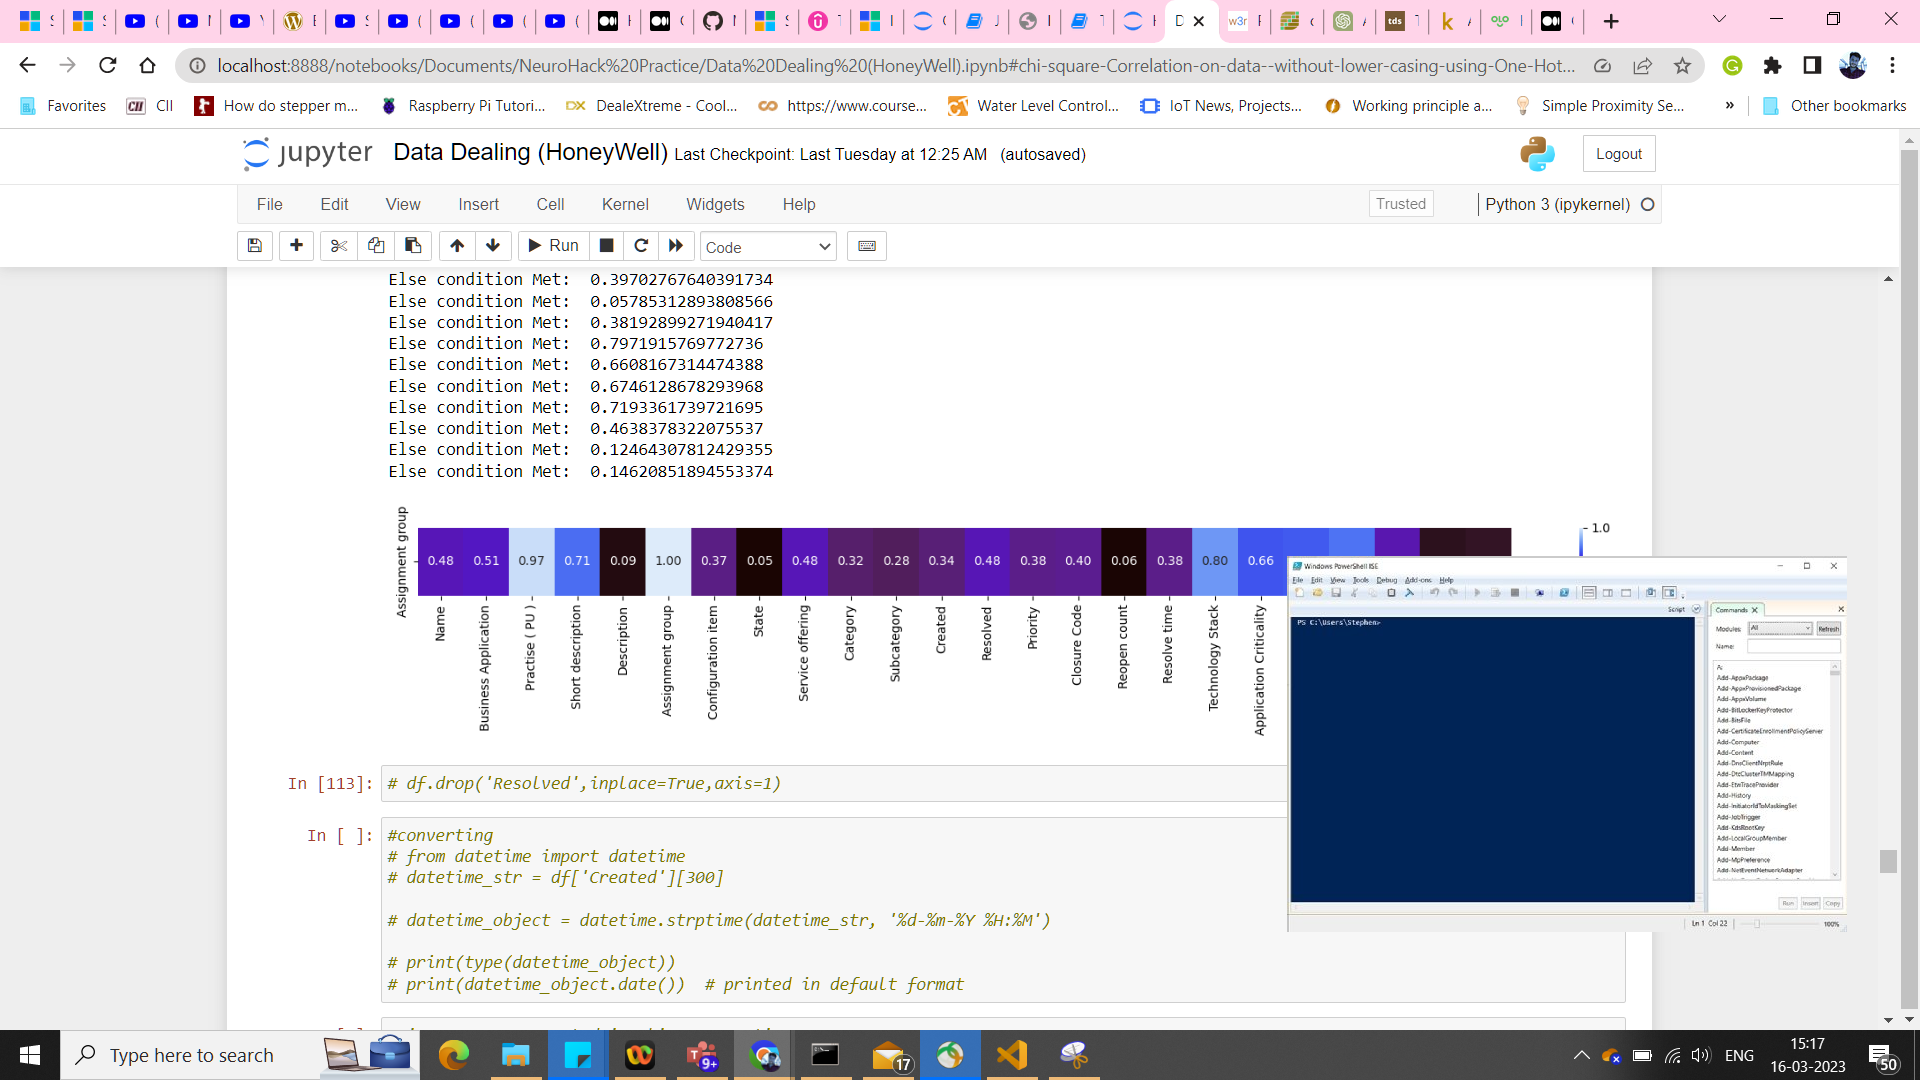 localhost:8888/notebooks/Documents/NeuroHack%20Practice/Data%20Dealing%20(HoneyWell).ipynb#chi-square-Correlation-on-data--without-lower-casing-using-One-Hot...
Favorites CII How do stepper m... Raspberry Pi Tutori... DX DealeXtreme - Cool... https://www.course... Water Level Control... IoT News, Projects... Working principle a... Simple Proximity Se... » Other bookmarks
jupyter Data Dealing (HoneyWell) Last Checkpoint: Last Tuesday at 12:25 AM (autosaved) Logout
File Edit View Insert Cell Kernel Widgets Help Trusted Python 3 (ipykernel)
Run Code
Else condition Met: 0.39702767640391734
Else condition Met: 0.05785312893808566
Else condition Met: 0.38192899271940417
Else condition Met: 0.7971915769772736
Else condition Met: 0.6608167314474388
Else condition Met: 0.6746128678293968
Else condition Met: 0.7193361739721695
Else condition Met: 0.4638378322075537
Else condition Met: 0.12464307812429355
Else condition Met: 0.14620851894553374
Assignment group
0.48 0.51 0.97 0.71 0.09 1.00 0.37 0.05 0.48 0.32 0.28 0.34 0.48 0.38 0.40 0.06 0.38 0.80 0.66
1.0
Name
Business Application
Practise ( PU )
Short description
Description
Assignment group
Configuration item
State
Service offering
Category
Subcategory
Created
Resolved
Priority
Closure Code
Reopen count
Resolve time
Technology Stack
Application Criticality
In [113]: # df.drop('Resolved',inplace=True,axis=1)
In [ ]: #converting
# from datetime import datetime
# datetime_str = df['Created'][300]
# datetime_object = datetime.strptime(datetime_str, '%d-%m-%Y %H:%M')
# print(type(datetime_object))
# print(datetime_object.date()) # printed in default format
Windows PowerShell ISE
File Edit View Tools Debug Add-ons Help
Script
PS C:\Users\Stephen>
Commands X
Modules: All Refresh
Name:
A:
Add-AppxPackage
Add-AppxProvisionedPackage
Add-AppxVolume
Add-BitLockerKeyProtector
Add-BitsFile
Add-CertificateEnrollmentPolicyServer
Add-Computer
Add-Content
Add-DnsClientNrptRule
Add-DtcClusterTMMapping
Add-EtwTraceProvider
Add-History
Add-InitiatorIdToMaskingSet
Add-JobTrigger
Add-KdsRootKey
Add-LocalGroupMember
Add-Member
Add-MpPreference
Add-NetEventNetworkAdapter
Run Insert Copy
Ln 1 Col 22 100%
Type here to search
9+
17
ENG
15:17
16-03-2023
50